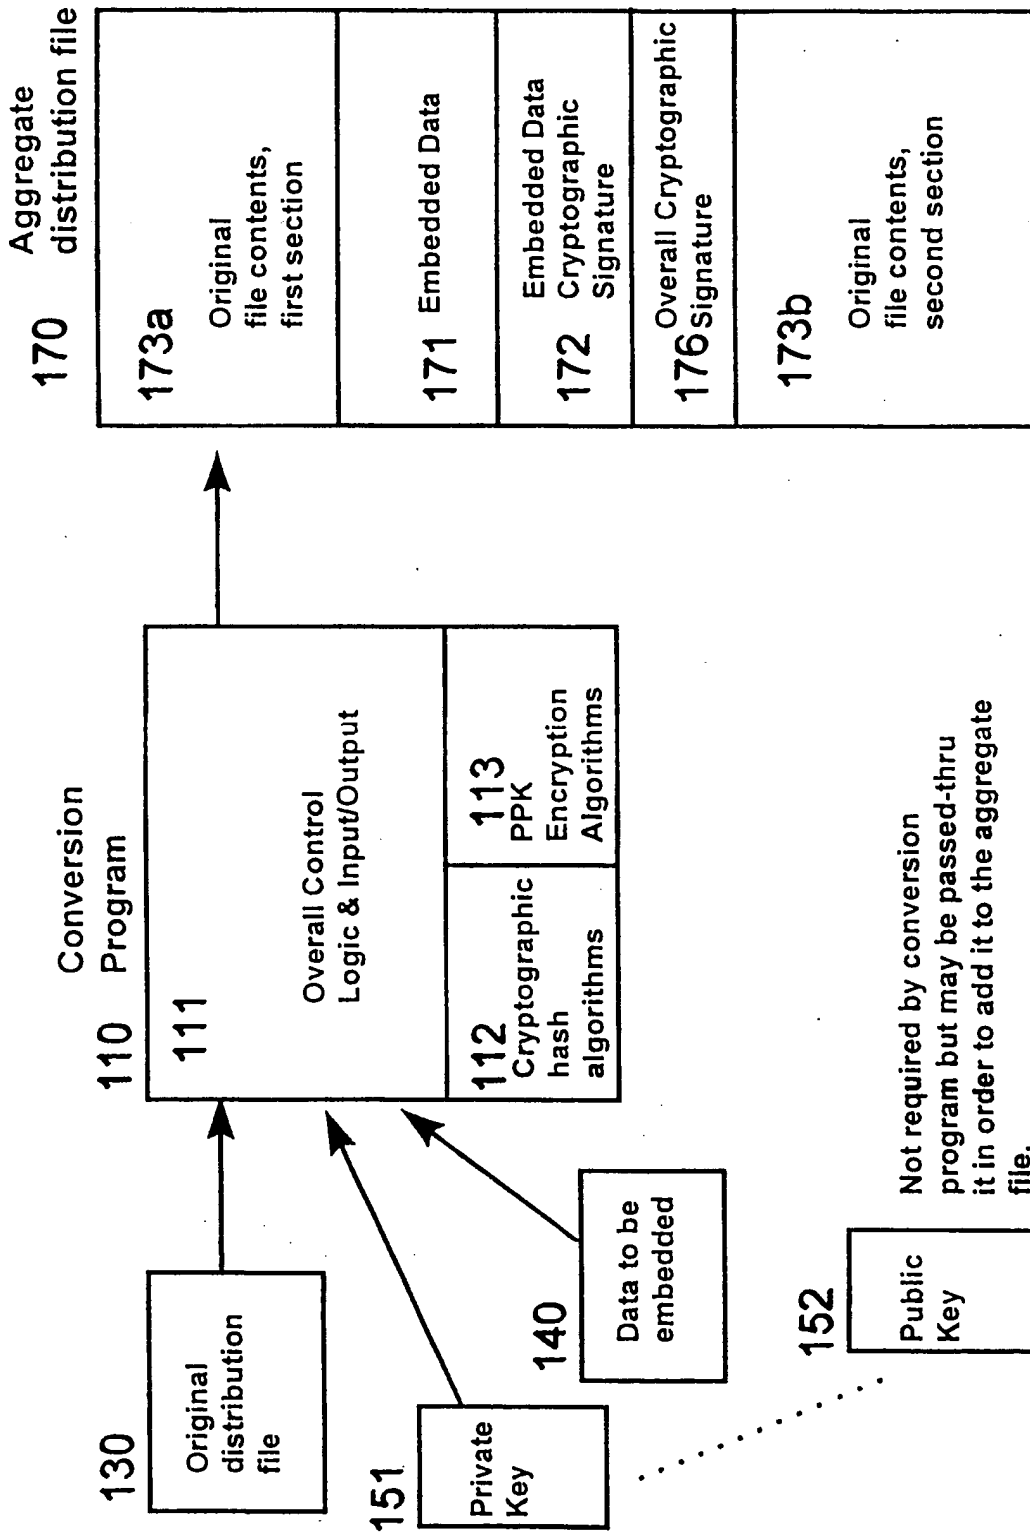 130
Original
distribution
file
151
Private
Key
140
Data to be
embedded
152
Public
Key
Not required by conversion
program but may be passed-thru
it in order to add it to the aggregate
file.
Conversion
110 Program
111
Overall Control
Logic & Input/Output
112
Cryptographic
hash
algorithms
113
PPK
Encryption
Algorithms
Aggregate
170 distribution file
173a
Original
file contents,
first section
171 Embedded Data
Embedded Data
Cryptographic
172 Signature
Overall Cryptographic
176 Signature
173b
Original
file contents,
second section